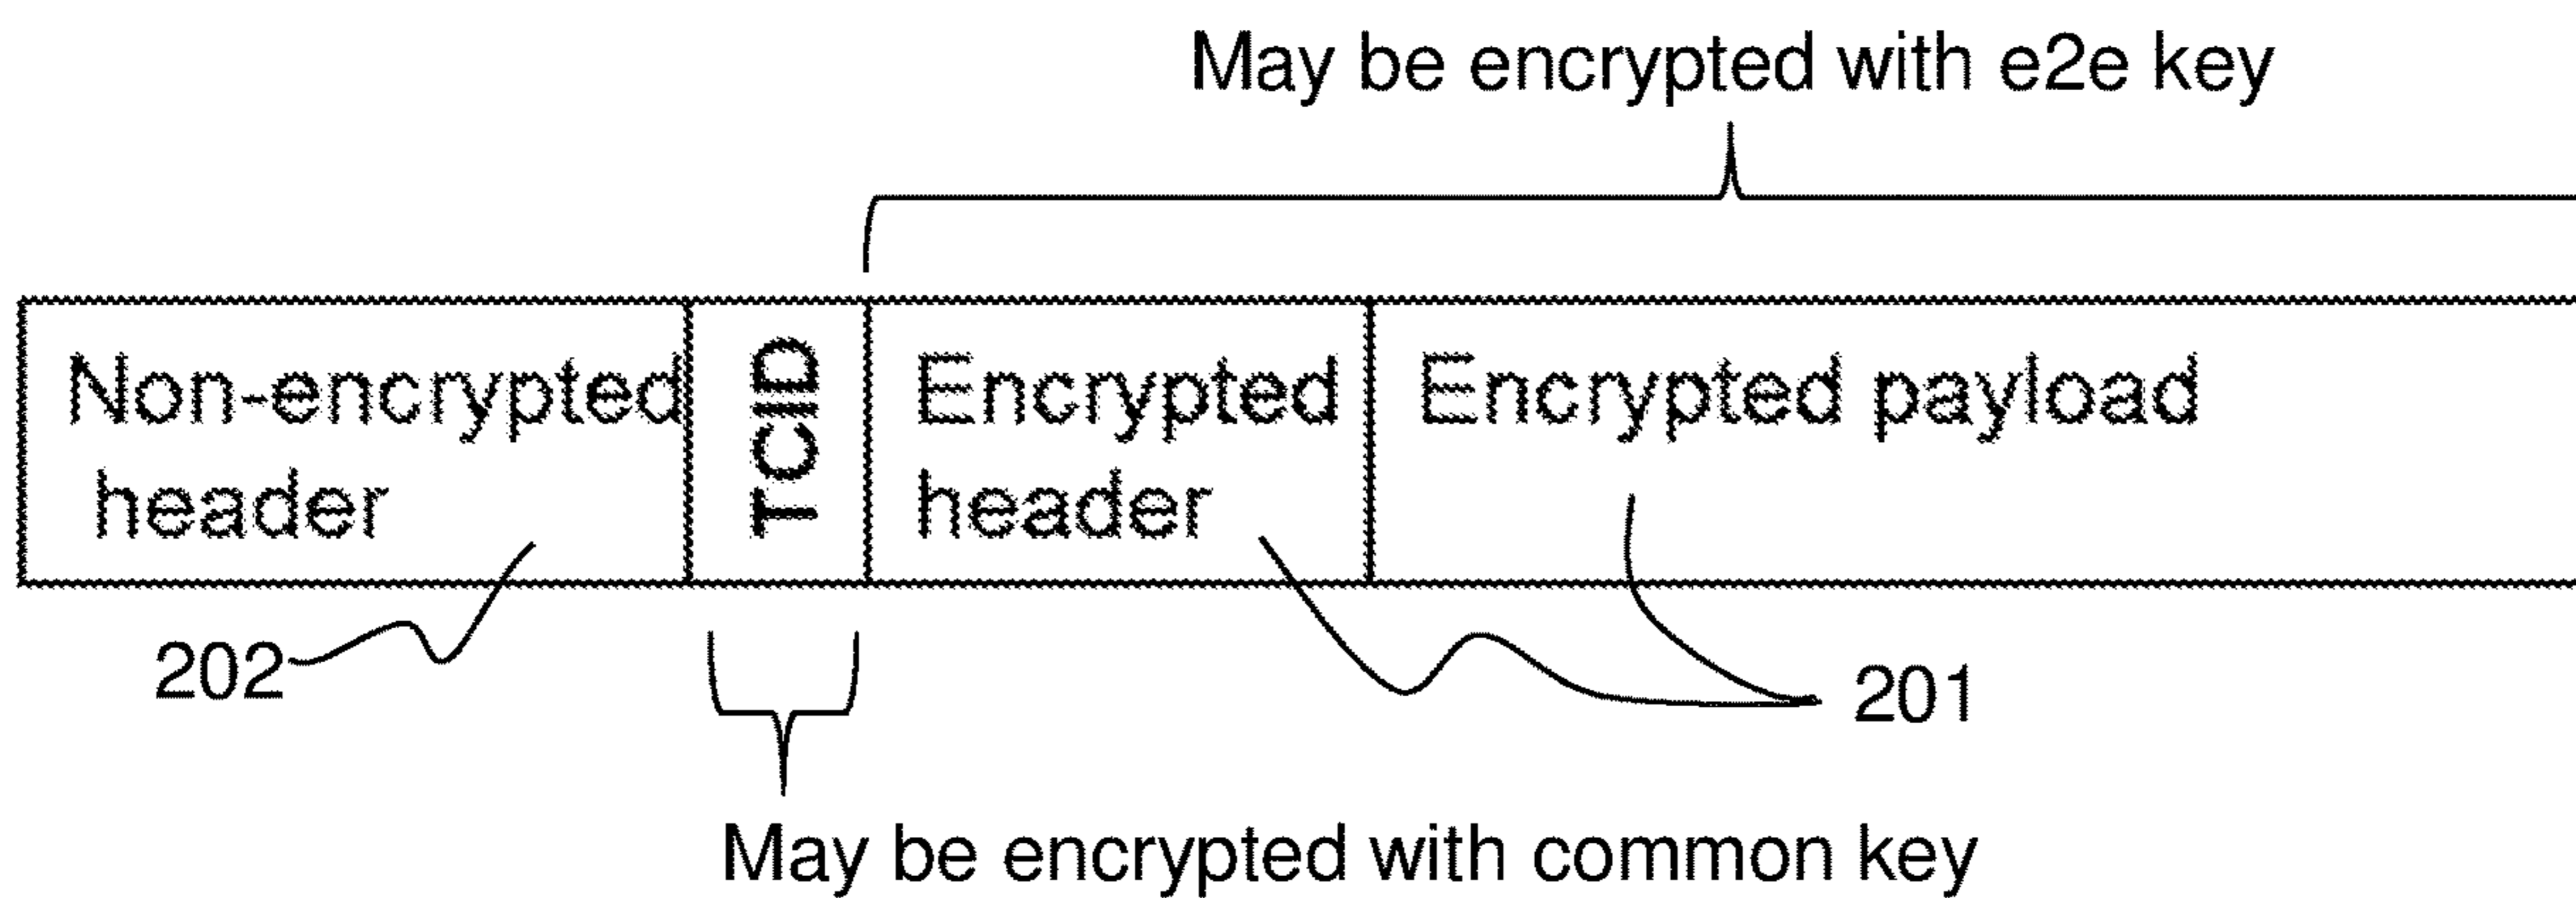 May be encrypted with e2e key
Non-encrypted
header
TCID
Encrypted
header
Encrypted payload
202
201
May be encrypted with common key